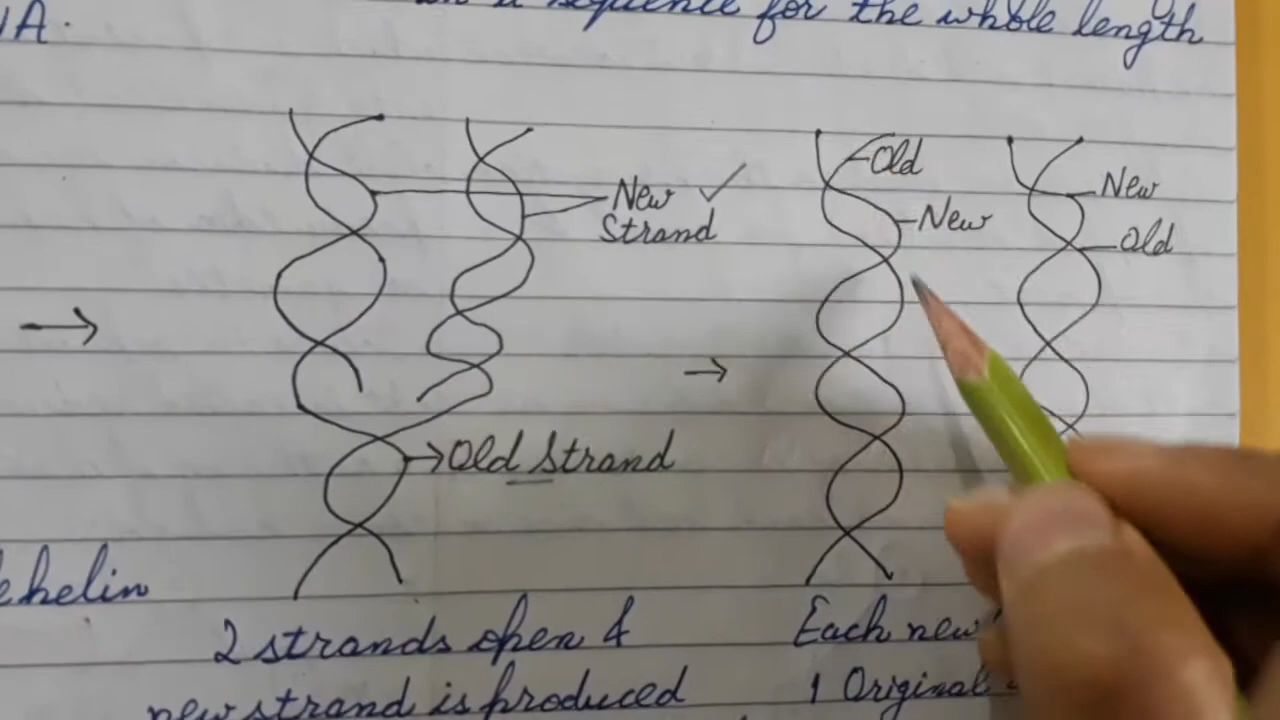 sequence for the whole length
New
Strand
Old Strand
Old
New
New
Old
2 strands open &
new strand is produced
Each new
1 Original